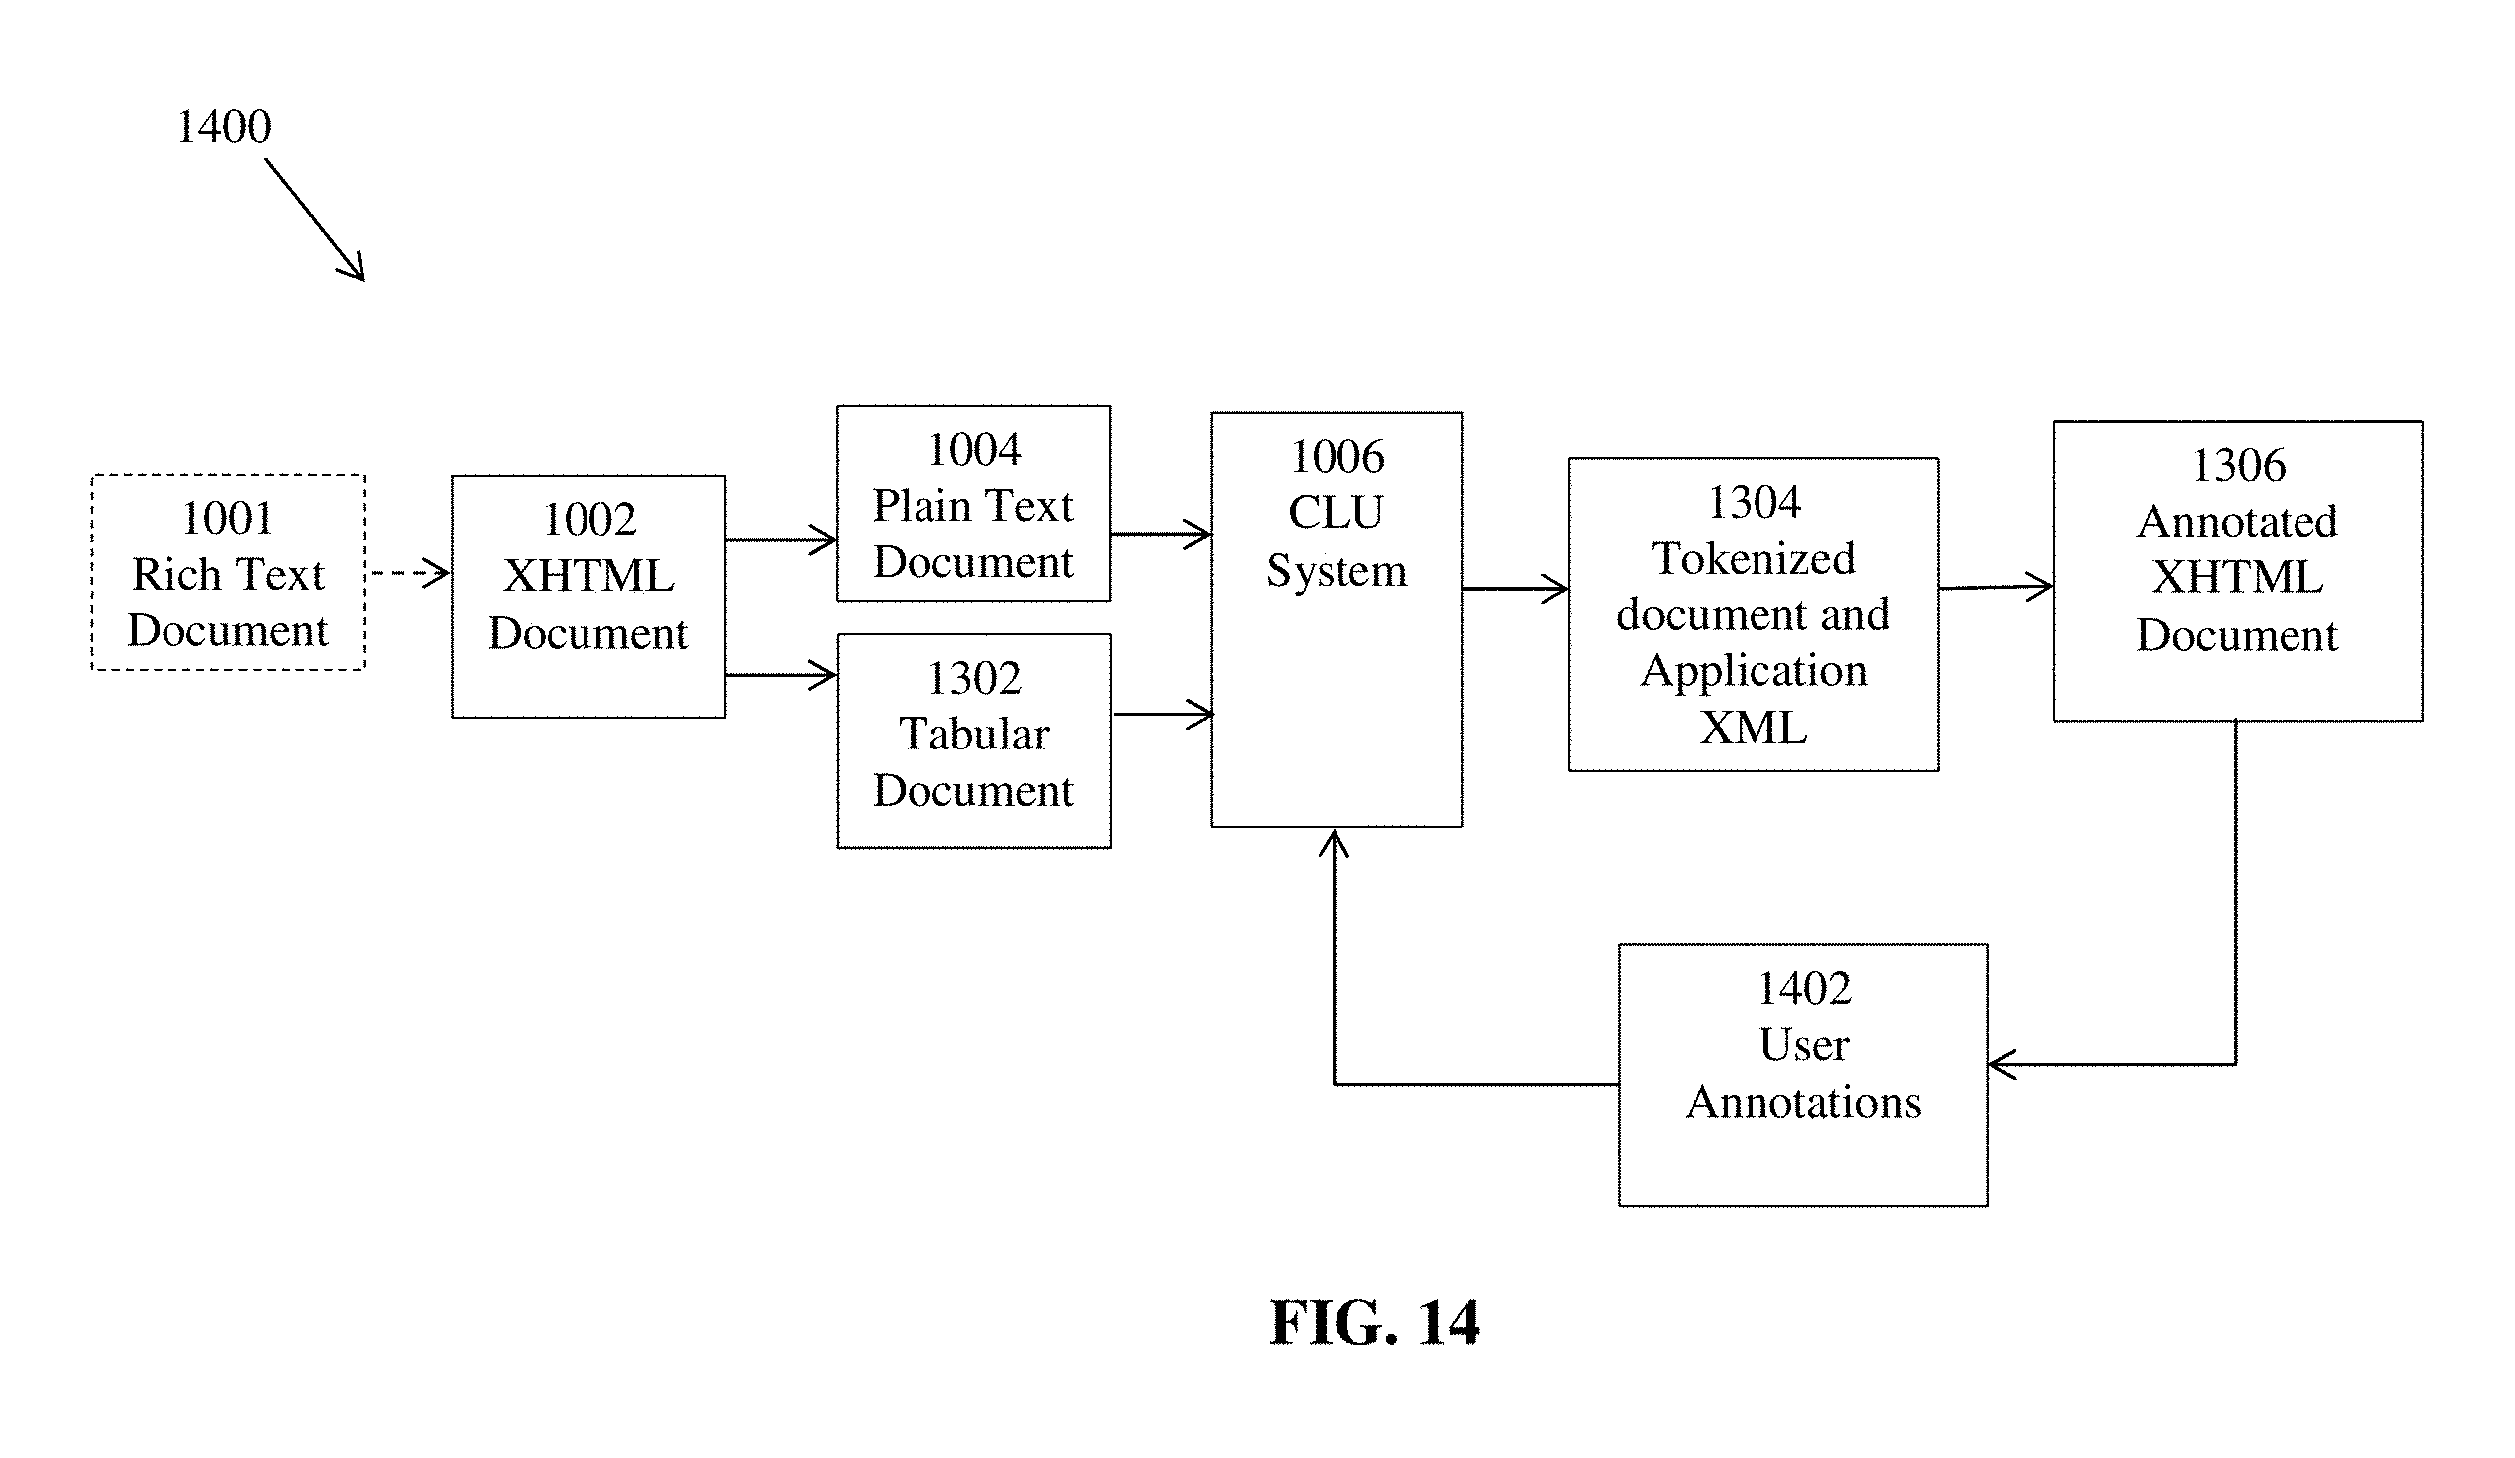 1400
1001
Rich Text
Document
1002
XHTML
Document
1004
Plain Text
Document
1302
Tabular
Document
1006
CLU
System
1304
Tokenized
document and
Application
XML
1306
Annotated
XHTML
Document
1402
User
Annotations
FIG. 14